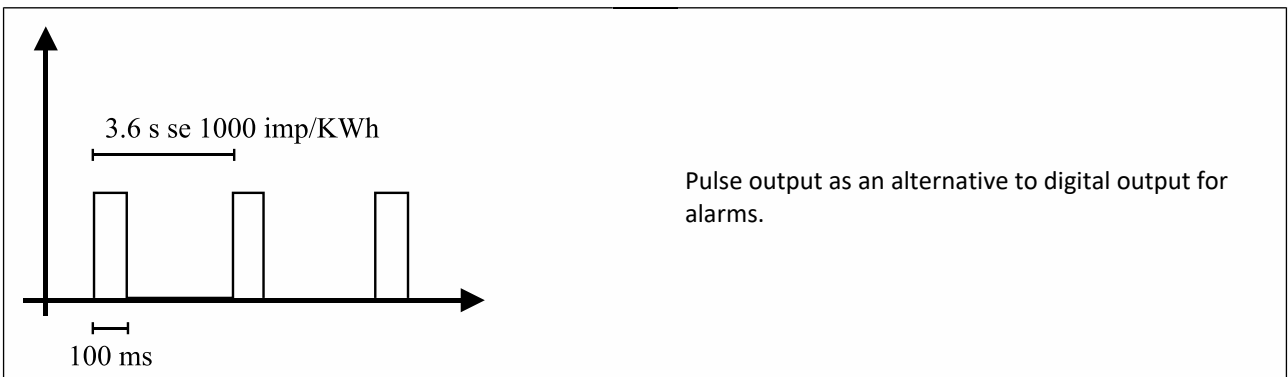 3.6 s se 1000 imp/KWh
100 ms
Pulse output as an alternative to digital output for
alarms.